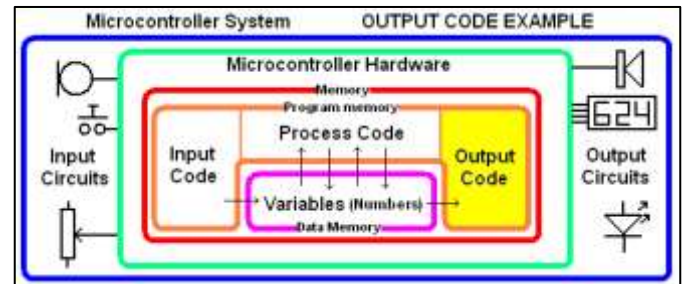 Microcontroller System OUTPUT CODE EXAMPLE
Microcontroller Hardware
Memory
Program memory
Process Code
Input
Code
Output
Code
Variables (Numbers)
Data Memory
Input
Circuits
624
Output
Circuits